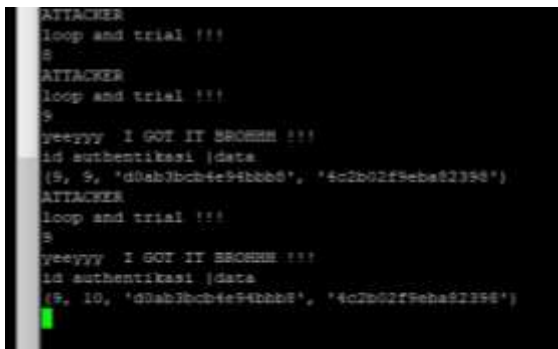 ATTACKER
loop and trial !!!
8
ATTACKER
loop and trial !!!
9
yeeyyy I GOT IT BROHHH !!!
id authentikasi |data
(9, 9, 'd0ab3bcb4e94bbb8', '4c2b02f9eba82398')
ATTACKER
loop and trial !!!
9
yeeyyy I GOT IT BROHHH !!!
id authentikasi |data
(9, 10, 'd0ab3bcb4e94bbb8', '4c2b02f9eba82398')